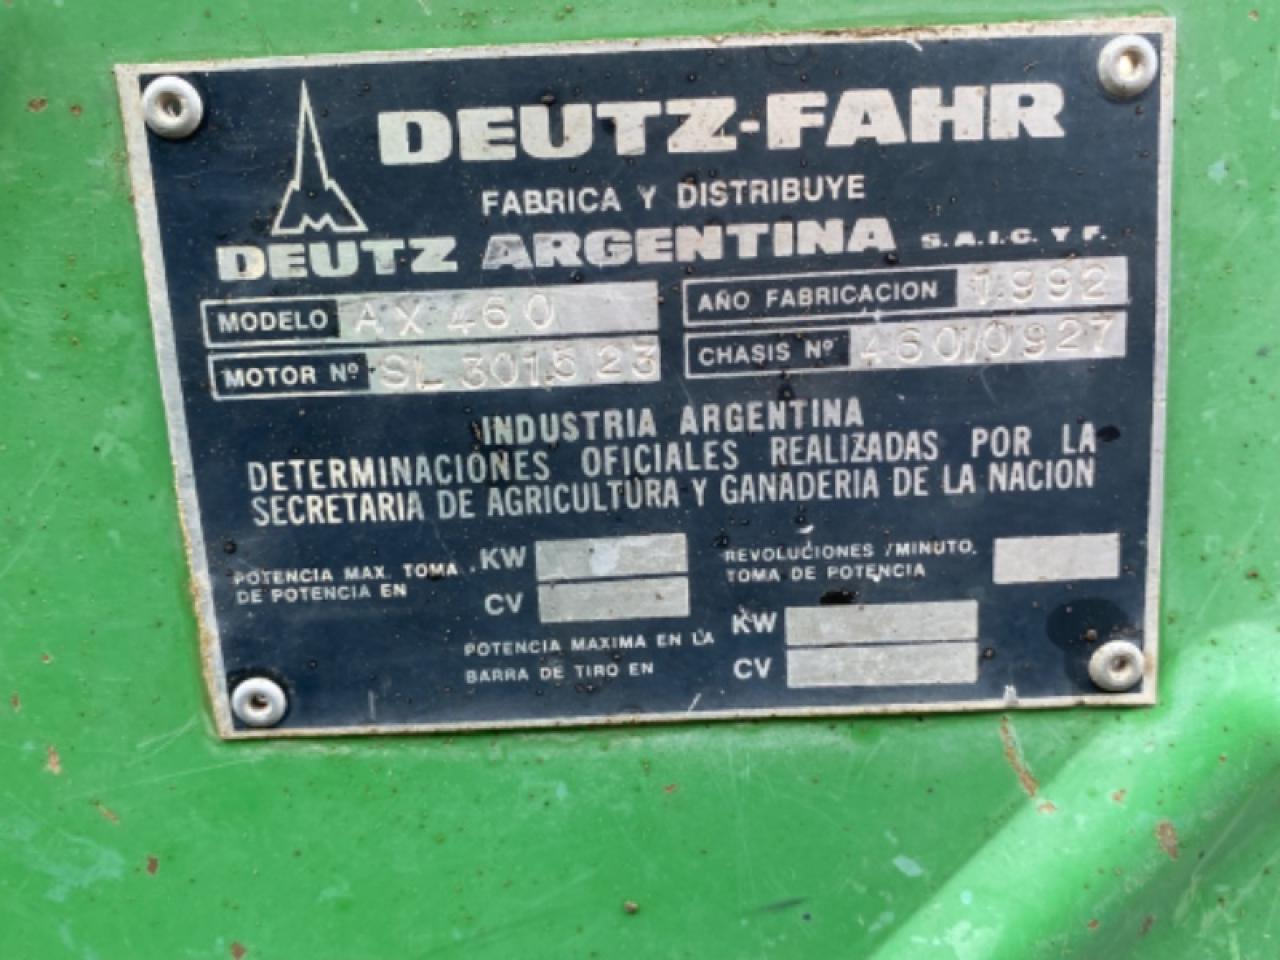 DEUTZ-FAHR
FABRICA Y DISTRIBUYE
DEUTZ ARGENTINA S.A.I.C. Y F.
MODELO AX 460
AÑO FABRICACION 1992
MOTOR Nº SL 301523
CHASIS Nº 460/0927
INDUSTRIA ARGENTINA
DETERMINACIONES OFICIALES REALIZADAS POR LA
SECRETARIA DE AGRICULTURA Y GANADERIA DE LA NACION
POTENCIA MAX. TOMA
DE POTENCIA EN
KW
CV
REVOLUCIONES /MINUTO.
TOMA DE POTENCIA
POTENCIA MAXIMA EN LA
BARRA DE TIRO EN
KW
CV